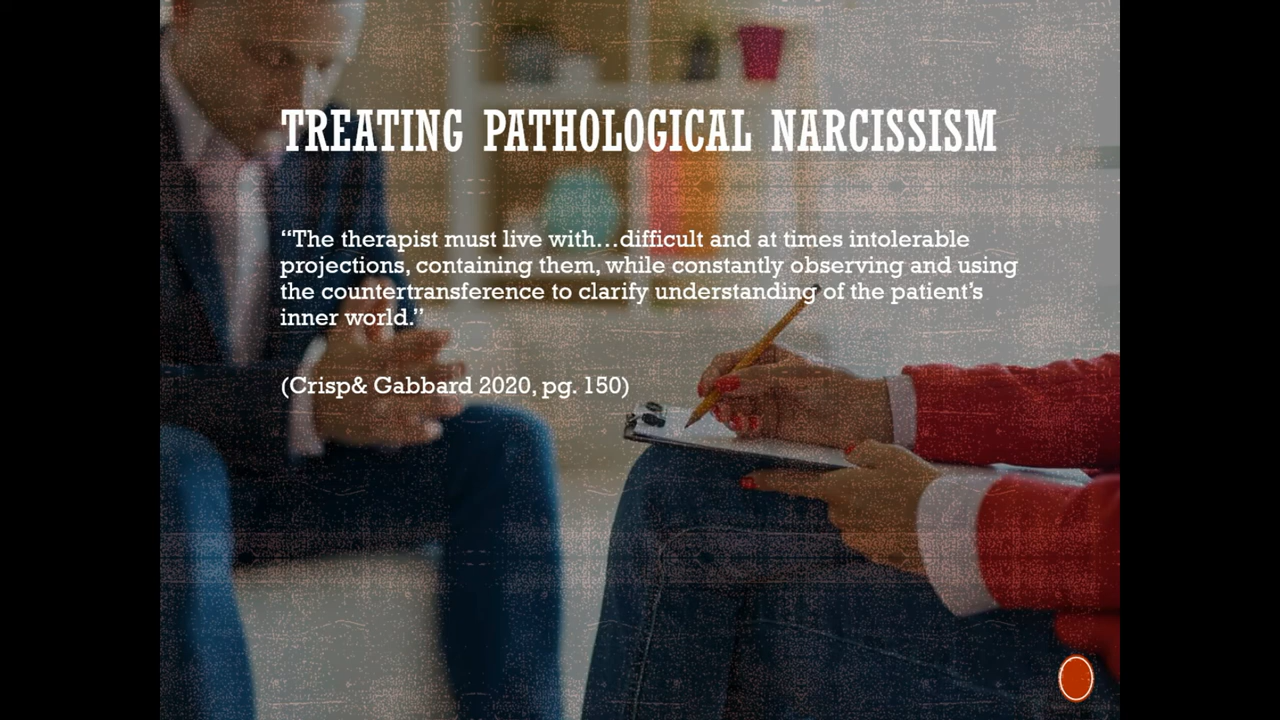 TREATING PATHOLOGICAL NARCISSISM
“The therapist must live with…difficult and at times intolerable
projections, containing them, while constantly observing and using
the countertransference to clarify understanding of the patient’s
inner world.”
(Crisp& Gabbard 2020, pg. 150)